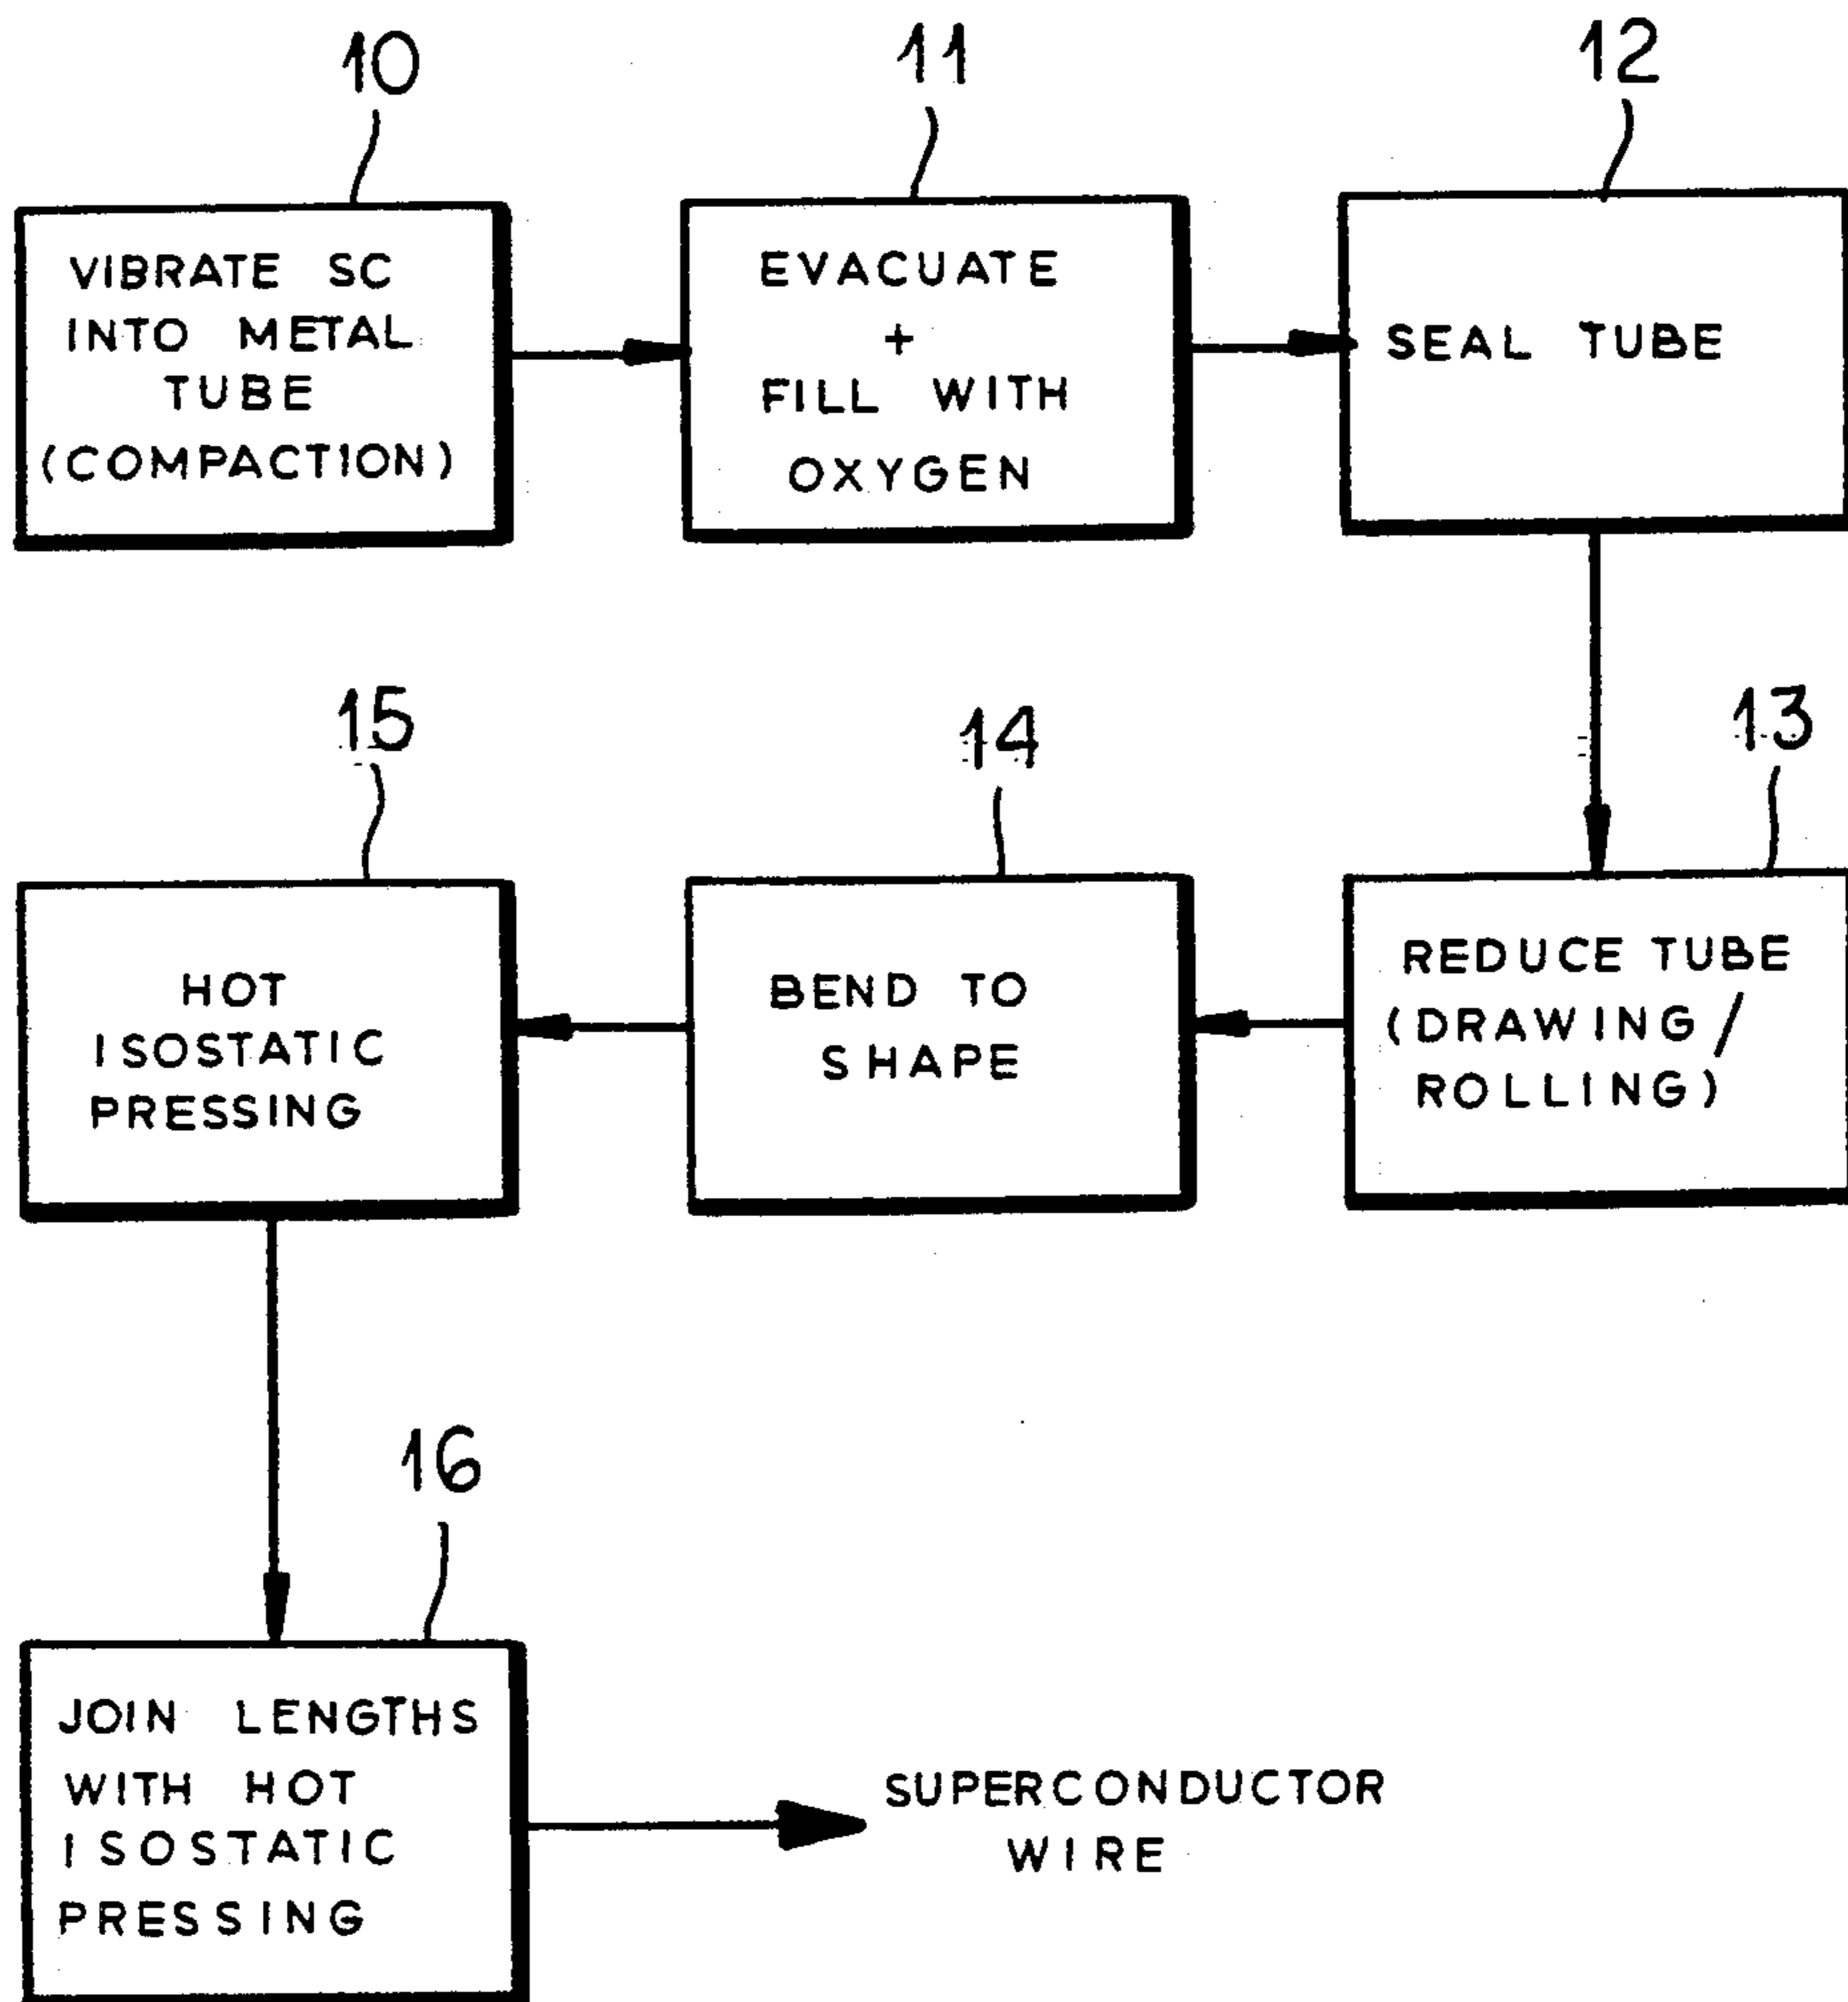 10
11
12
VIBRATE SC
INTO METAL
TUBE
(COMPACTION)
EVACUATE
+
FILL WITH
OXYGEN
SEAL TUBE
15
14
13
HOT
ISOSTATIC
PRESSING
BEND TO
SHAPE
REDUCE TUBE
(DRAWING/
ROLLING)
16
JOIN LENGTHS
WITH HOT
ISOSTATIC
PRESSING
SUPERCONDUCTOR
WIRE